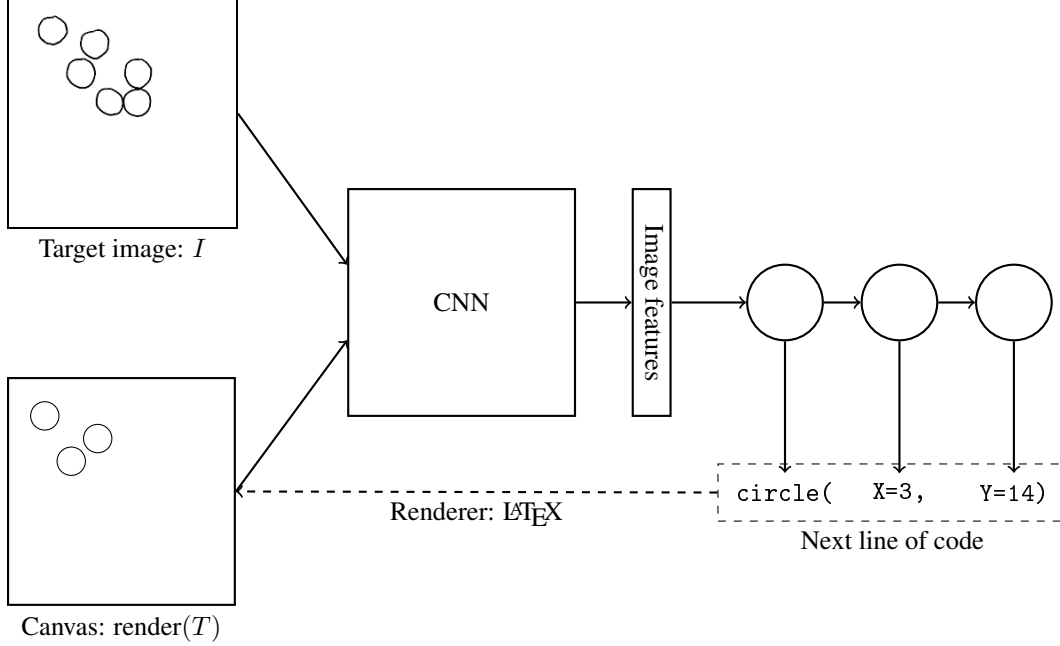 Target image: I
CNN
Image features
circle( X=3, Y=14)
Renderer: LATEX
Next line of code
Canvas: render(T)